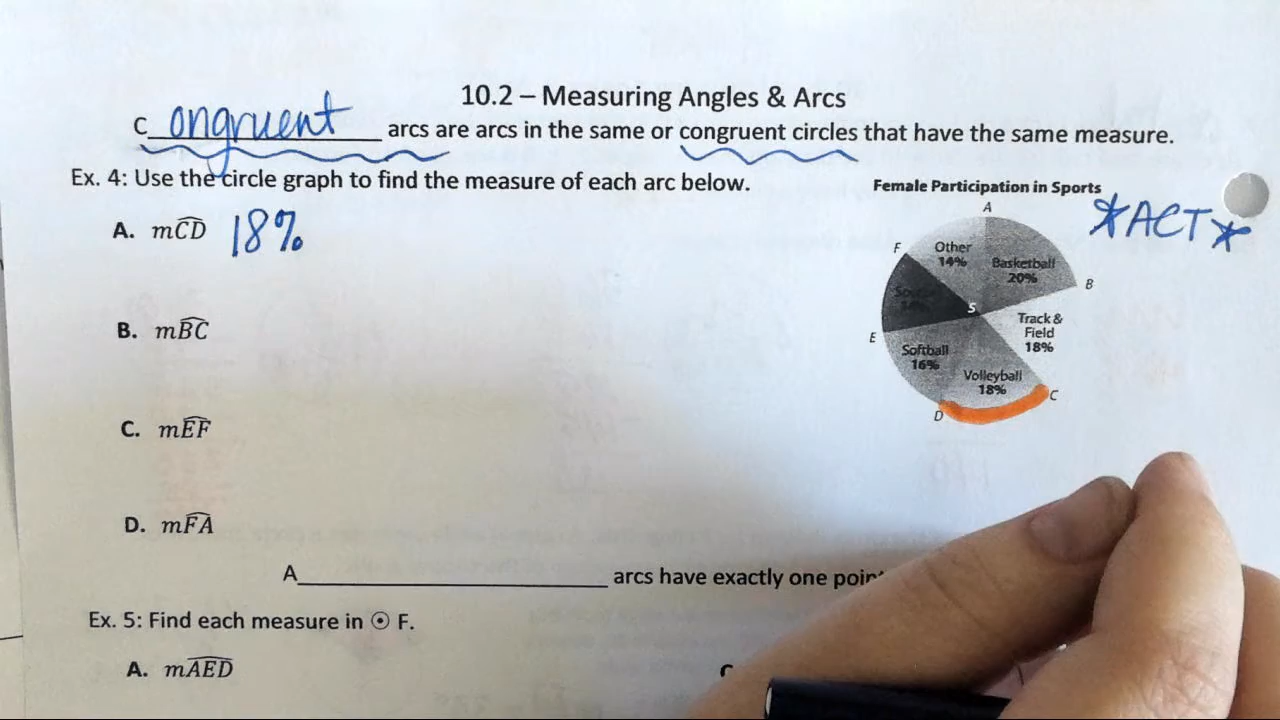 10.2 – Measuring Angles & Arcs
Congruent arcs are arcs in the same or congruent circles that have the same measure.
Ex. 4: Use the circle graph to find the measure of each arc below.
Female Participation in Sports
*ACT*
A. mCD 18%
B. mBC
C. mEF
D. mFA
A
F
Other
14%
Basketball
20%
B
S
Track &
Field
18%
E
Softball
16%
Volleyball
18%
C
D
A____________ arcs have exactly one
Ex. 5: Find each measure in ⊙ F.
A. mAED